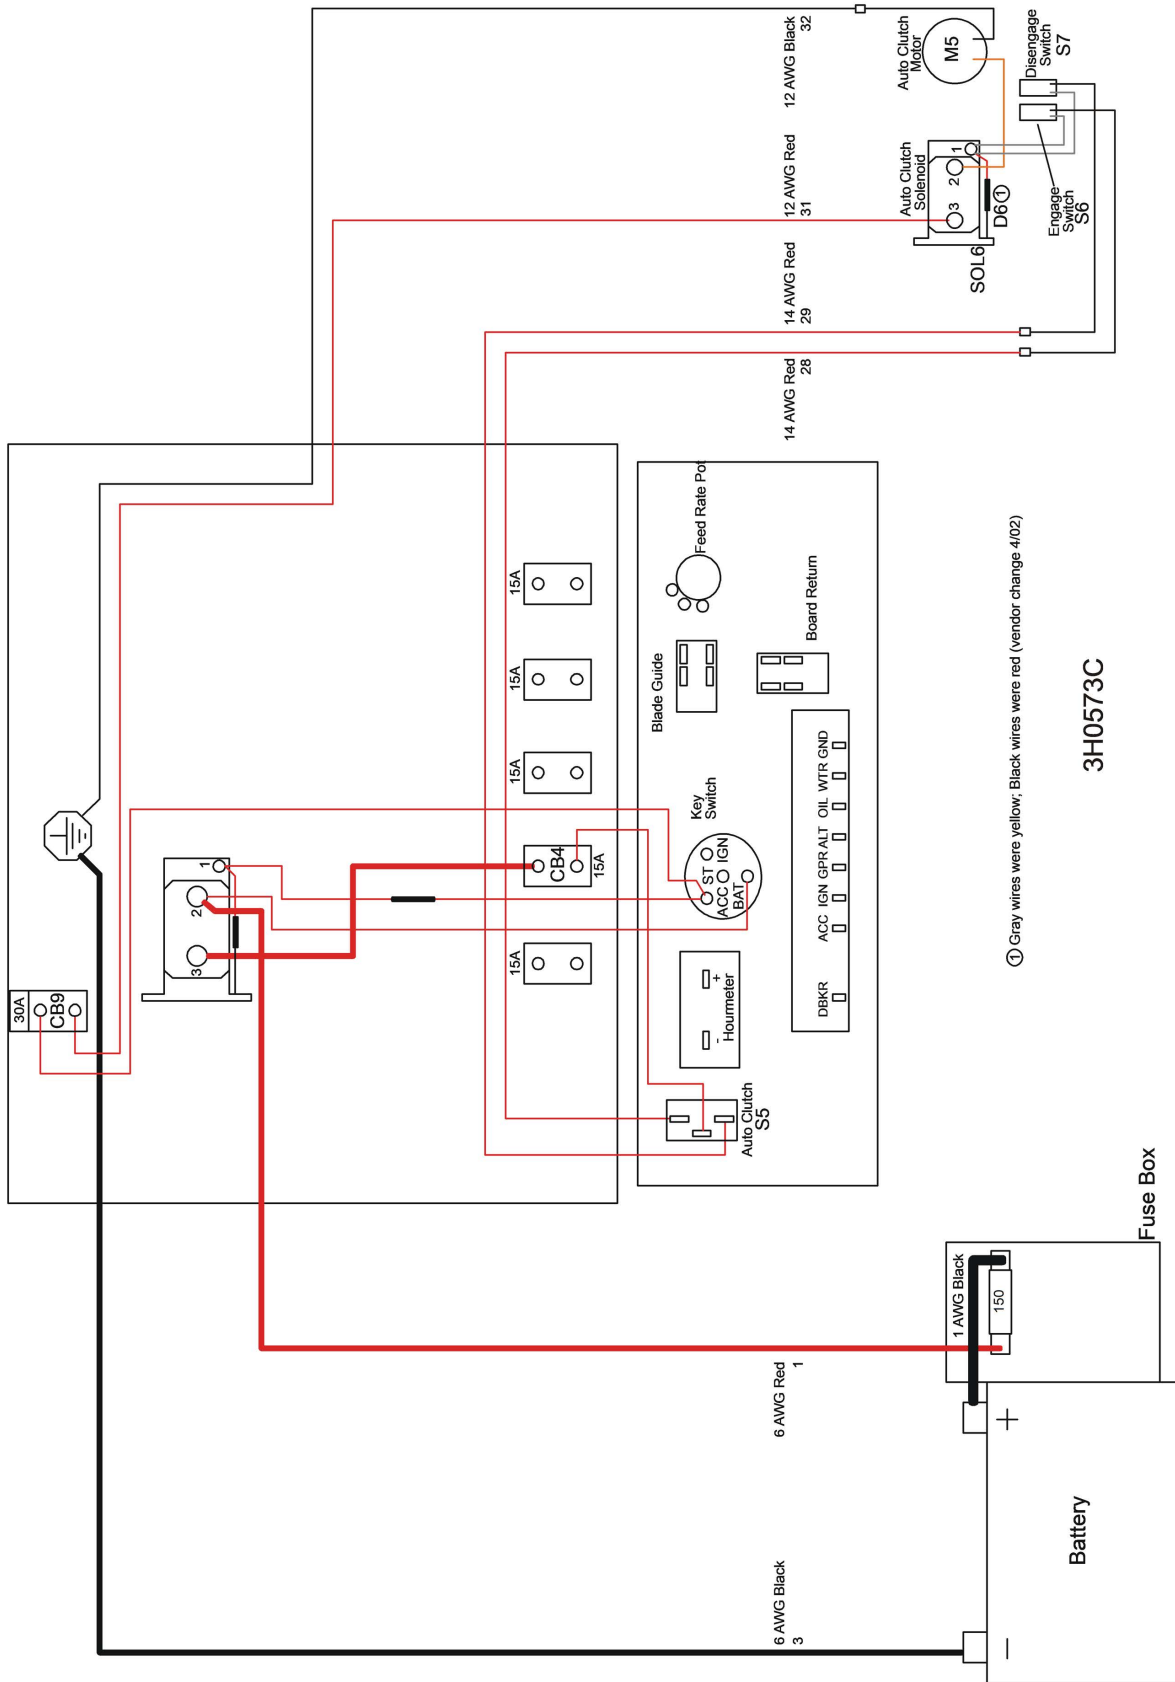 12 AWG Black
32
Auto Clutch
Motor
M5
Disengage
Switch
S7
12 AWG Red
31
Auto Clutch
Solenoid
1
2
3
D6①
Engage
Switch
S6
SOL6
14 AWG Red
29
14 AWG Red
28
15A
15A
15A
CB4
15A
15A
30A
CB9
1
2
3
Feed Rate Pot
Blade Guide
Board Return
Key
Switch
IGN
ST
ACC
BAT
DBKR
ACC
IGN
GPR
ALT
OIL
WTR
GND
- +
Hourmeter
Auto Clutch
S5
① Gray wires were yellow; Black wires were red (vendor change 4/02)
3H0573C
Fuse Box
1 AWG Black
150
6 AWG Red
1
+
Battery
6 AWG Black
3
–